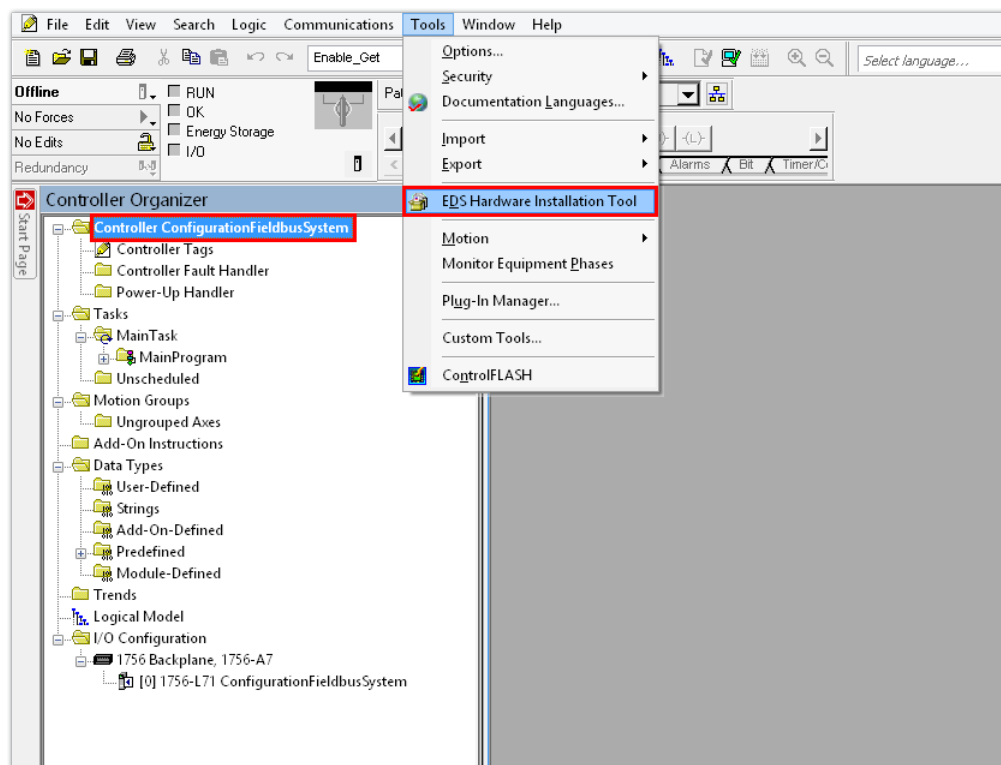 File Edit View Search Logic Communications Tools Window Help
Enable_Get
Select language...
Options...
Security
Documentation Languages...
Import
Export
EDS Hardware Installation Tool
Motion
Monitor Equipment Phases
Plug-In Manager...
Custom Tools...
ControlFLASH
Offline
RUN
No Forces
OK
No Edits
Energy Storage
Redundancy
I/O
-(L)-
Alarms Bit
Start Page
Controller Organizer
Controller ConfigurationFieldbusSystem
Controller Tags
Controller Fault Handler
Power-Up Handler
Tasks
MainTask
MainProgram
Unscheduled
Motion Groups
Ungrouped Axes
Add-On Instructions
Data Types
User-Defined
Strings
Add-On-Defined
Predefined
Module-Defined
Trends
Logical Model
I/O Configuration
1756 Backplane, 1756-A7
[0] 1756-L71 ConfigurationFieldbusSystem